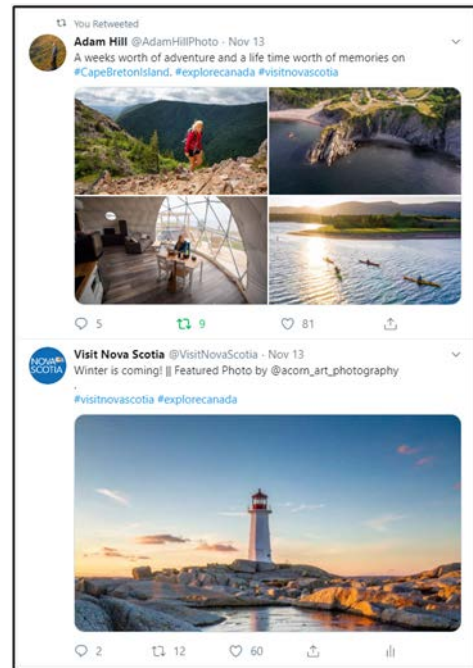 You Retweeted
Adam Hill @AdamHillPhoto · Nov 13
A weeks worth of adventure and a life time worth of memories on
#CapeBretonIsland. #explorecanada #visitnovascotia
5 9 81
NOVA SCOTIA
Visit Nova Scotia @VisitNovaScotia · Nov 13
Winter is coming! || Featured Photo by @acorn_art_photography
.
#visitnovascotia #explorecanada
2 12 60